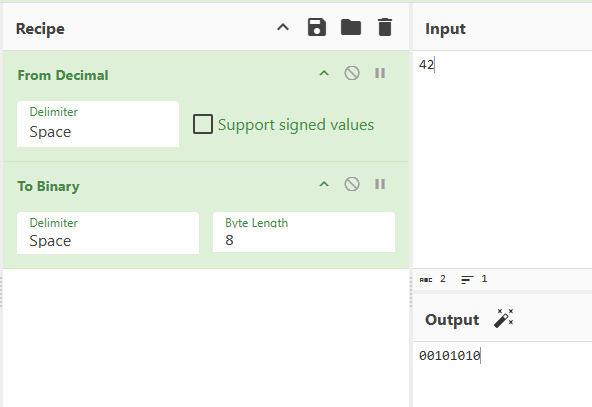 Recipe
From Decimal
Delimiter
Space
Support signed values
To Binary
Delimiter
Space
Byte Length
8
Input
42
ABC 2 1
Output
00101010